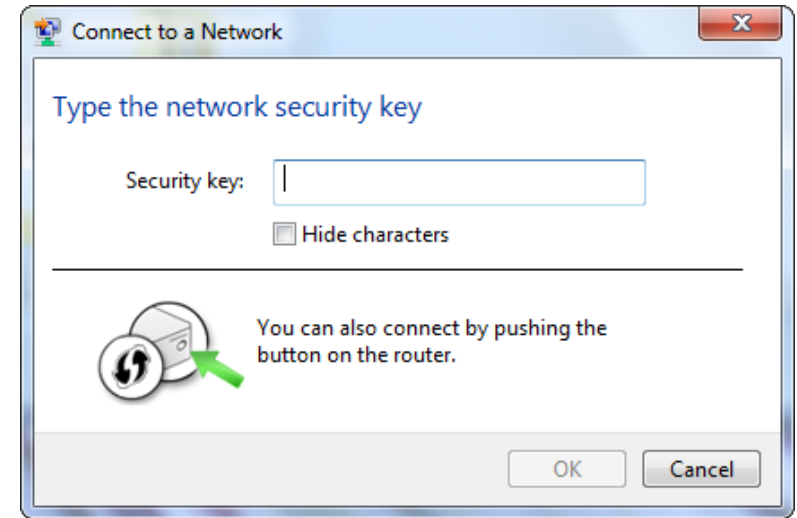 Connect to a Network
Type the network security key
Security key:
Hide characters
You can also connect by pushing the
button on the router.
OK
Cancel